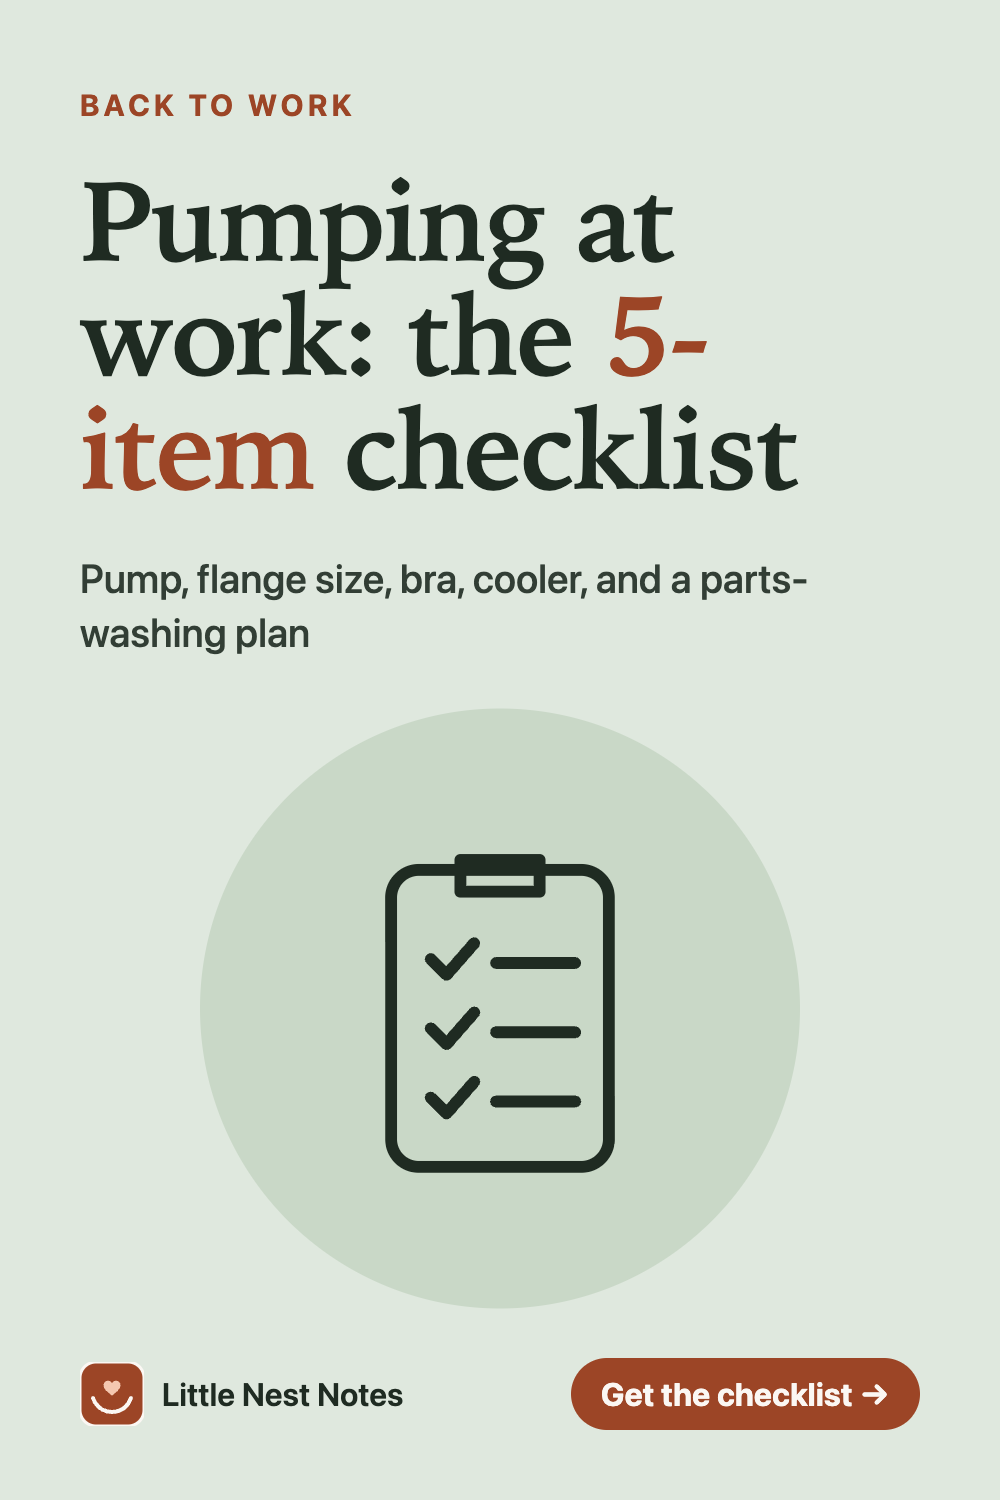 BACK TO WORK
Pumping at
work: the 5-
item checklist
Pump, flange size, bra, cooler, and a parts-
washing plan
Little Nest Notes
Get the checklist →